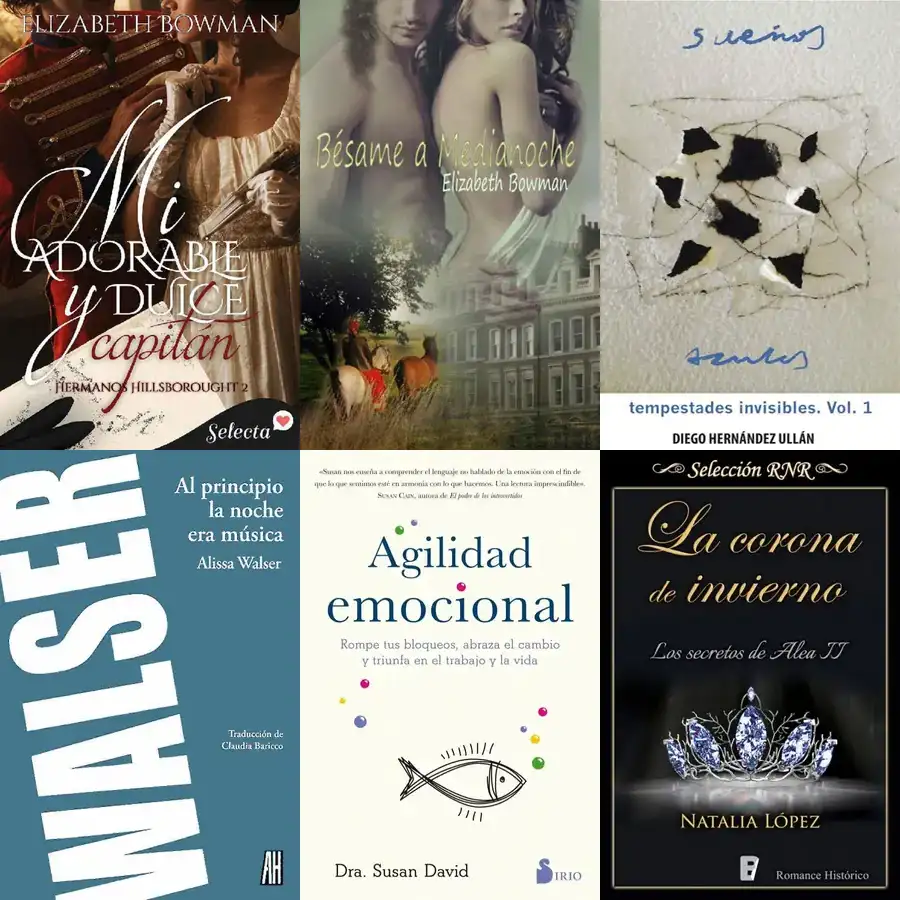 ELIZABETH BOWMAN
Mi
ADORABLE
y DULCE
capitán
HERMANOS HILLSBOROUGHT 2
Selecta
Bésame a Medianoche
Elizabeth Bowman
sueños
azules
tempestades invisibles. Vol. 1
DIEGO HERNÁNDEZ ULLÁN
WALSER
Al principio
la noche
era música
Alissa Walser
Traducción de
Claudia Baricco
AH
«Susan nos enseña a comprender el lenguaje no hablado de la emoción con el fin de
que lo que sentimos esté en armonía con lo que hacemos. Una lectura imprescindible».
SUSAN CAIN, autora de El poder de los introvertidos
Agilidad
emocional
Rompe tus bloqueos, abraza el cambio
y triunfa en el trabajo y la vida
Dra. Susan David
SIRIO
Selección RNR
La corona
de invierno
Los secretos de Alea II
NATALIA LÓPEZ
B
Romance Histórico